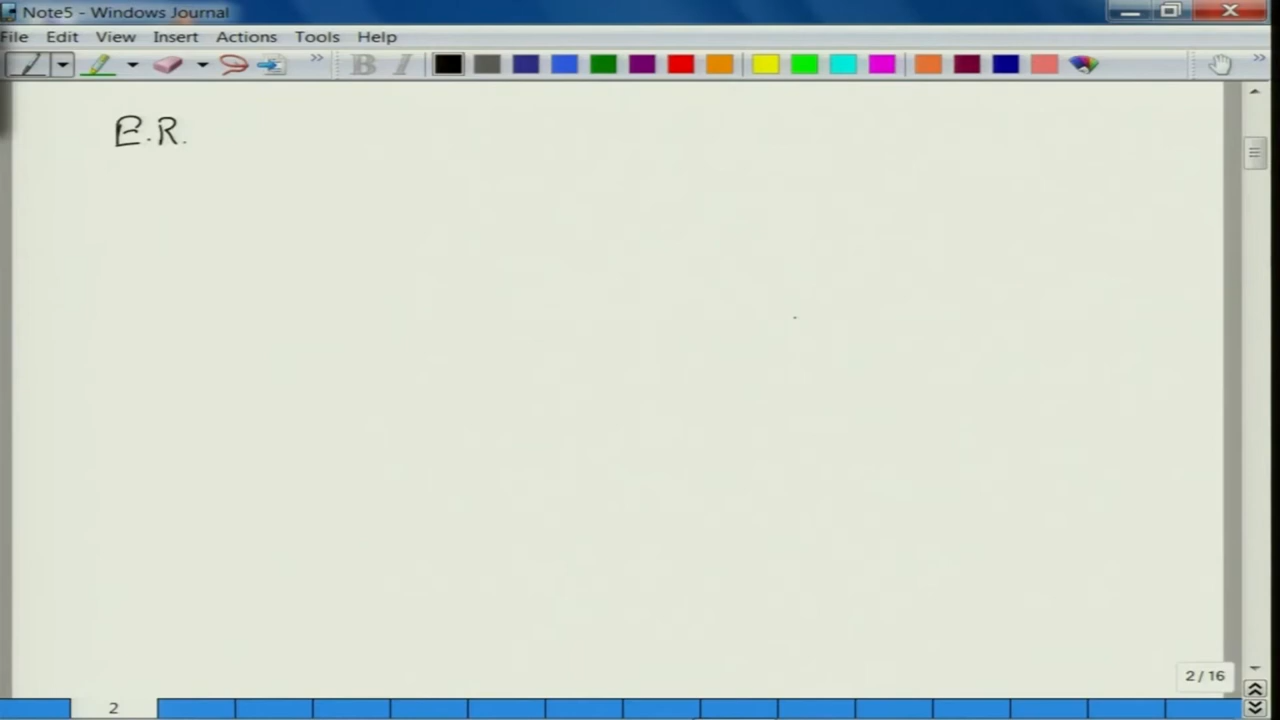 Note5 - Windows Journal
File Edit View Insert Actions Tools Help
B I
E.R.
2 / 16
2